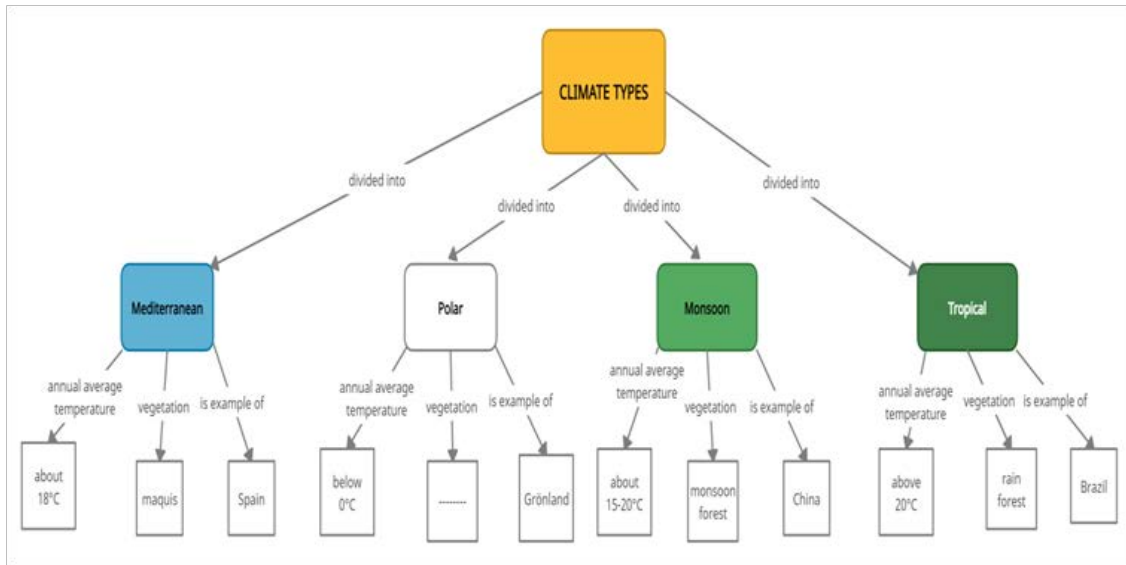 CLIMATE TYPES
divided into
divided into
divided into
divided into
Mediterranean
Polar
Monsoon
Tropical
annual average
temperature
vegetation
is example of
annual average
temperature
vegetation
is example of
annual average
temperature
vegetation
is example of
annual average
temperature
vegetation
is example of
about
18°C
maquis
Spain
below
0°C
--------
Grönland
about
15-20°C
monsoon
forest
China
above
20°C
rain
forest
Brazil